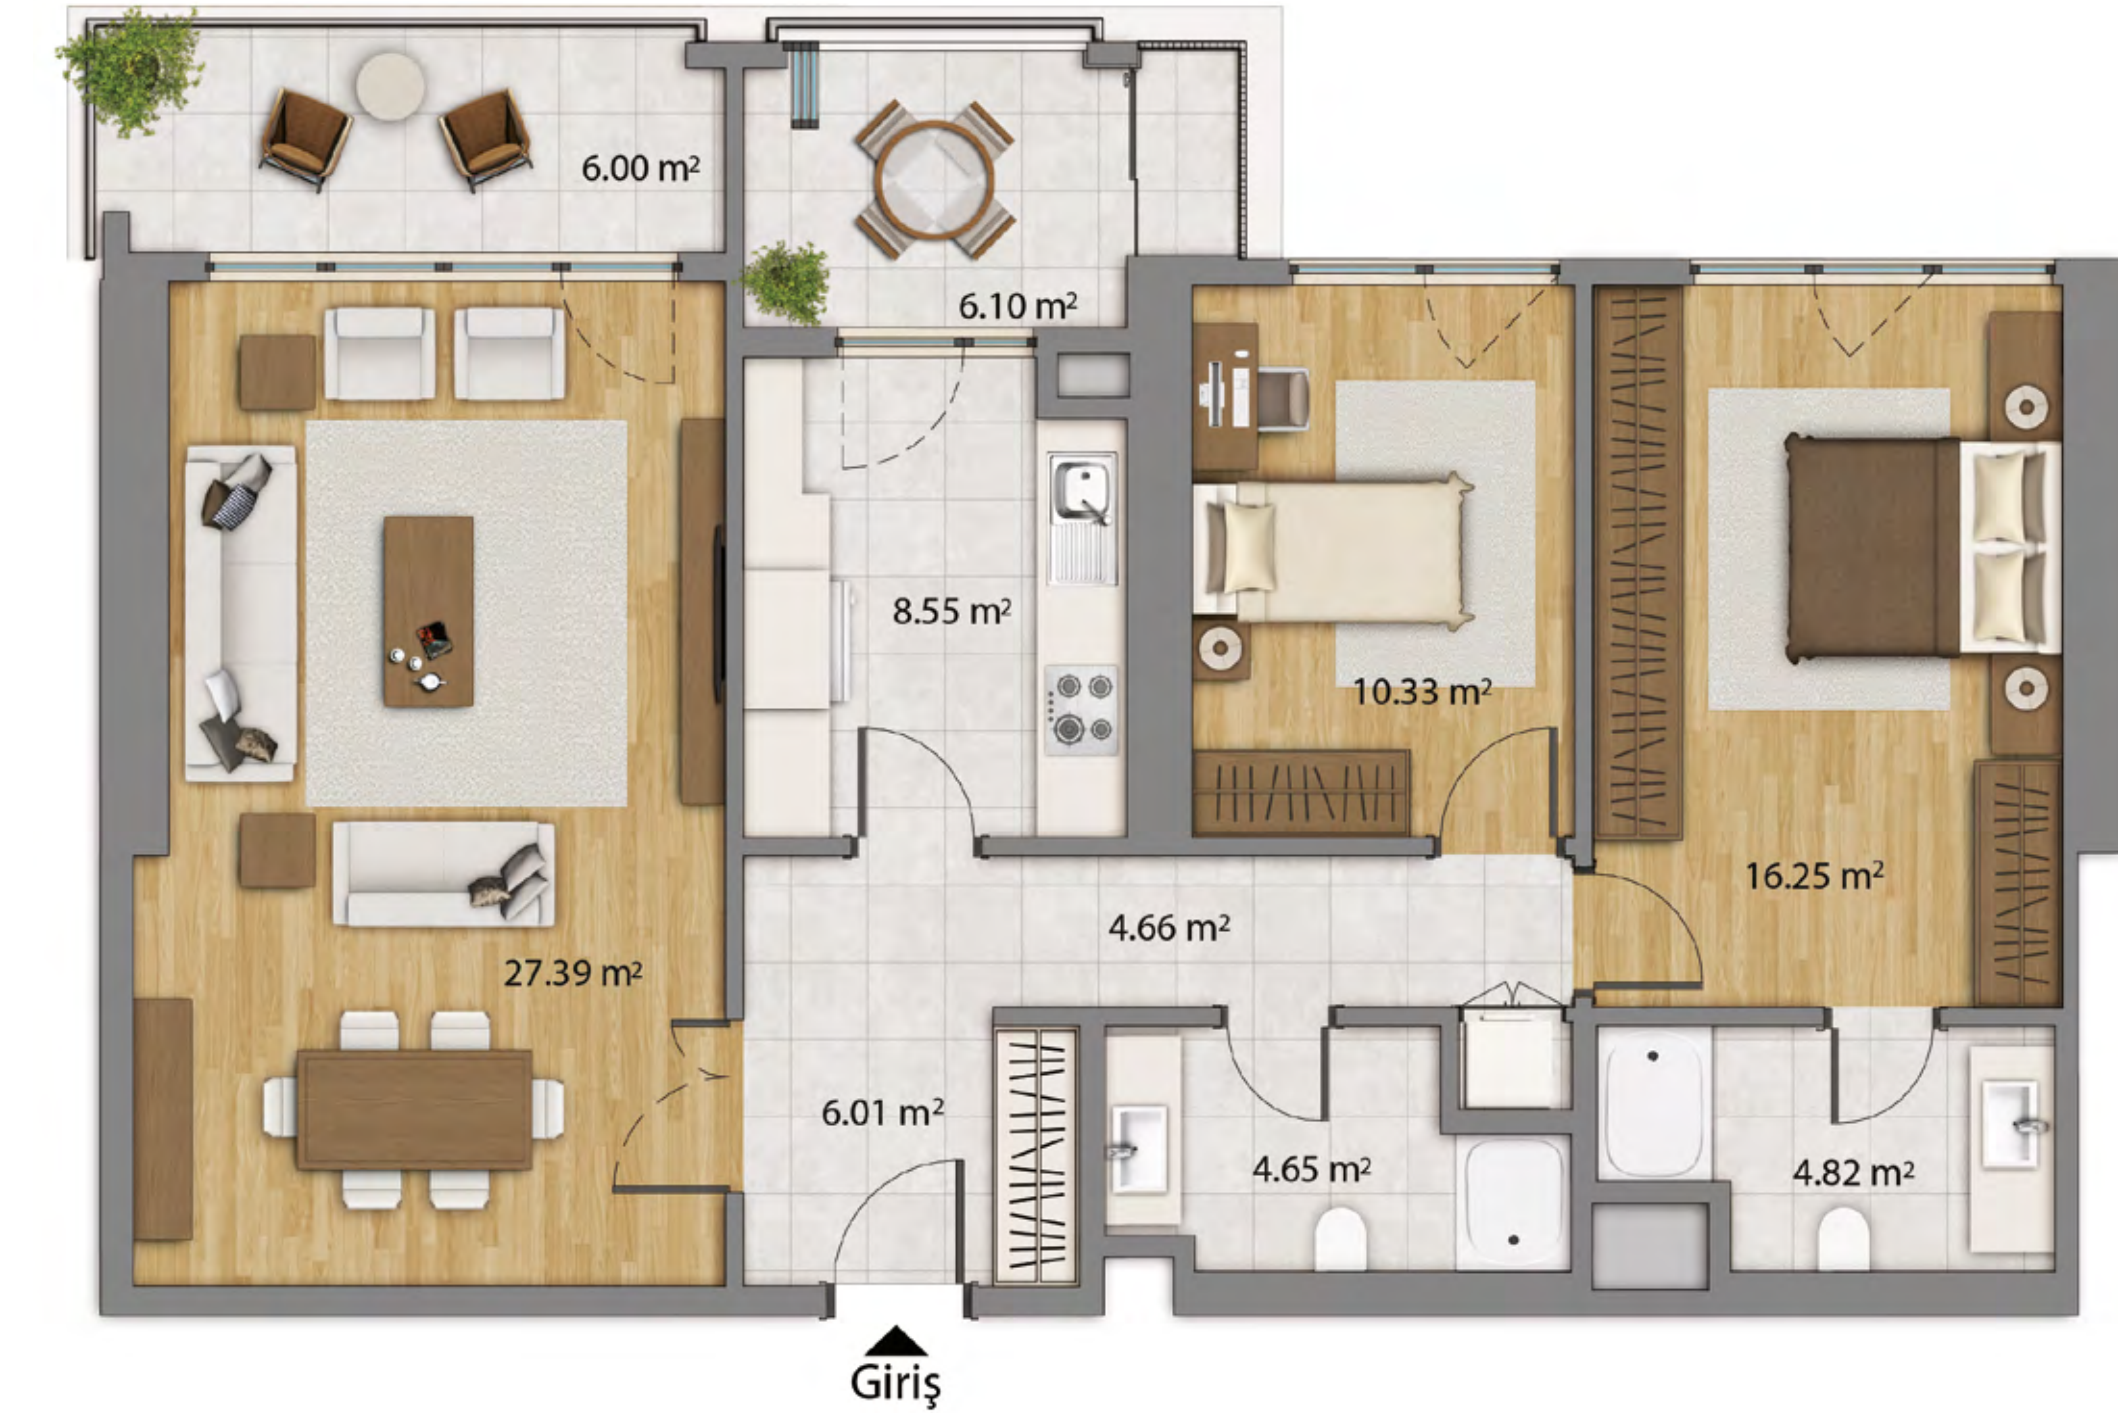 6.00 m²
6.10 m²
8.55 m²
10.33 m²
16.25 m²
4.66 m²
27.39 m²
6.01 m²
4.65 m²
4.82 m²
Giriş